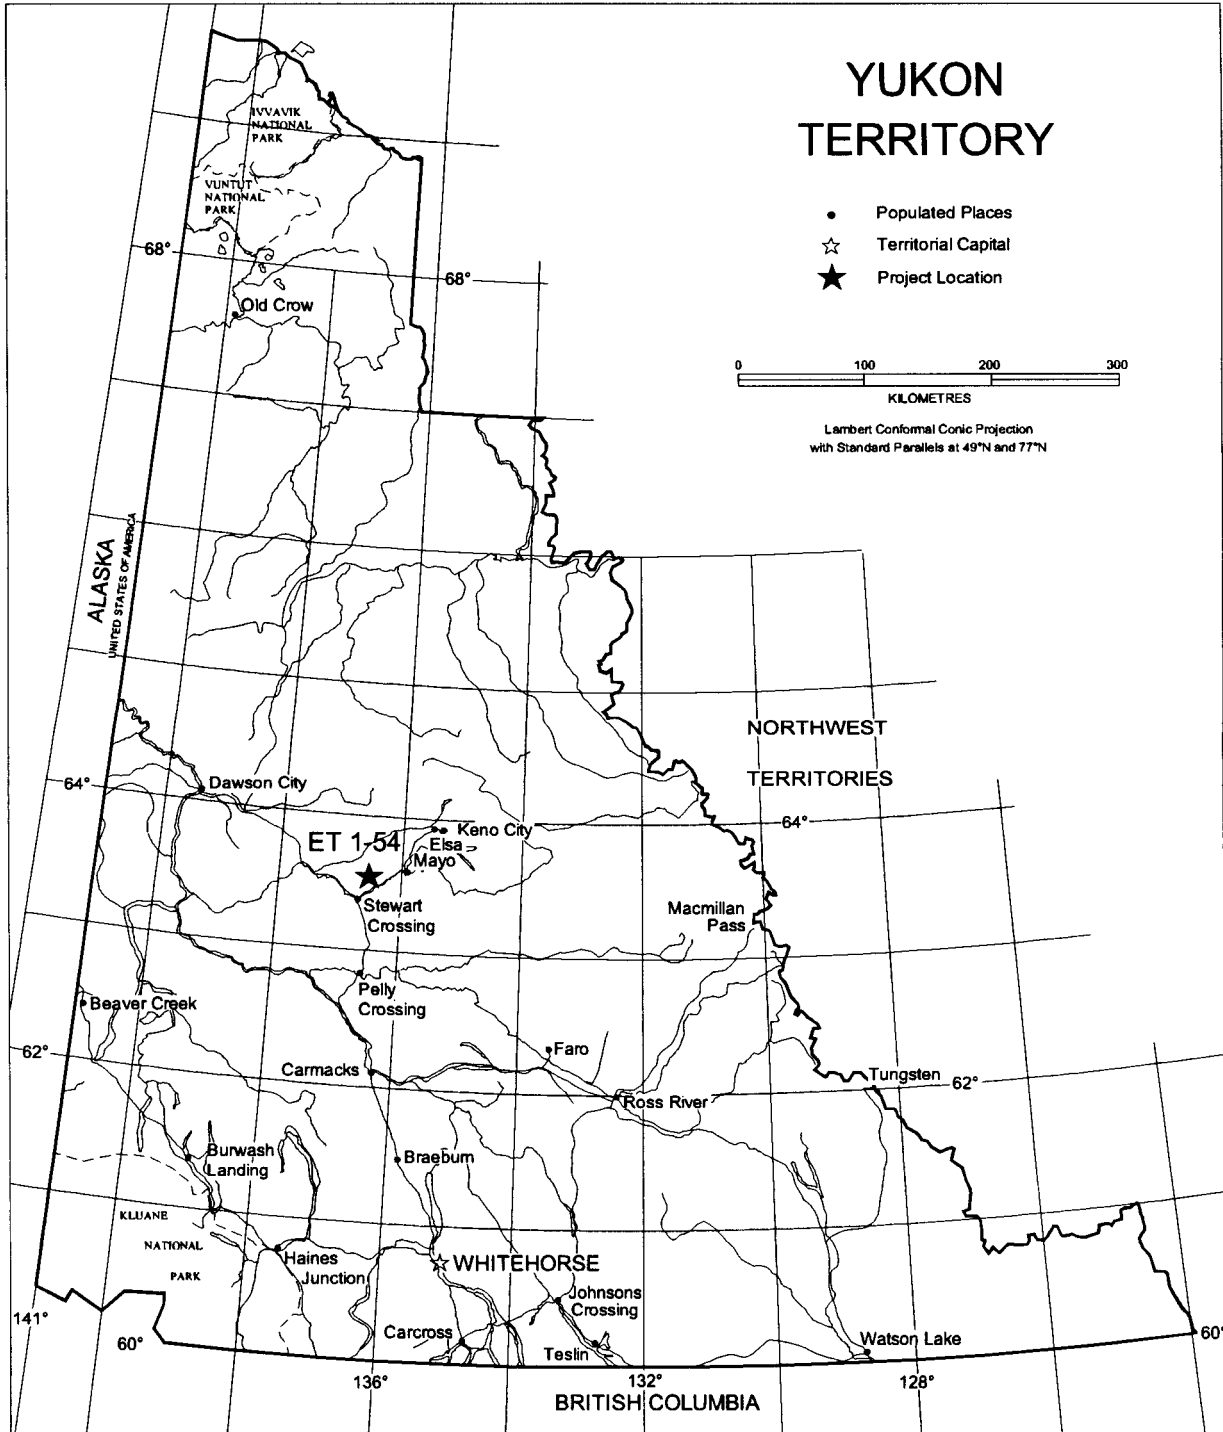 YUKON
TERRITORY
Populated Places
Territorial Capital
Project Location
0 100 200 300
KILOMETRES
Lambert Conformal Conic Projection
with Standard Parallels at 49°N and 77°N
IVVAVIK
NATIONAL
PARK
VUNTUT
NATIONAL
PARK
68°
68°
Old Crow
ALASKA
UNITED STATES OF AMERICA
NORTHWEST
TERRITORIES
64°
Dawson City
64°
ET 1-54
Keno City
Elsa
Mayo
Stewart
Crossing
Macmillan
Pass
Pelly
Crossing
Beaver Creek
62°
Faro
Carmacks
Tungsten
62°
Ross River
Burwash
Landing
Braeburn
KLUANE
NATIONAL
PARK
Haines
Junction
WHITEHORSE
Johnsons
Crossing
141°
60°
Carcross
Teslin
Watson Lake
60°
136°
132°
128°
BRITISH COLUMBIA